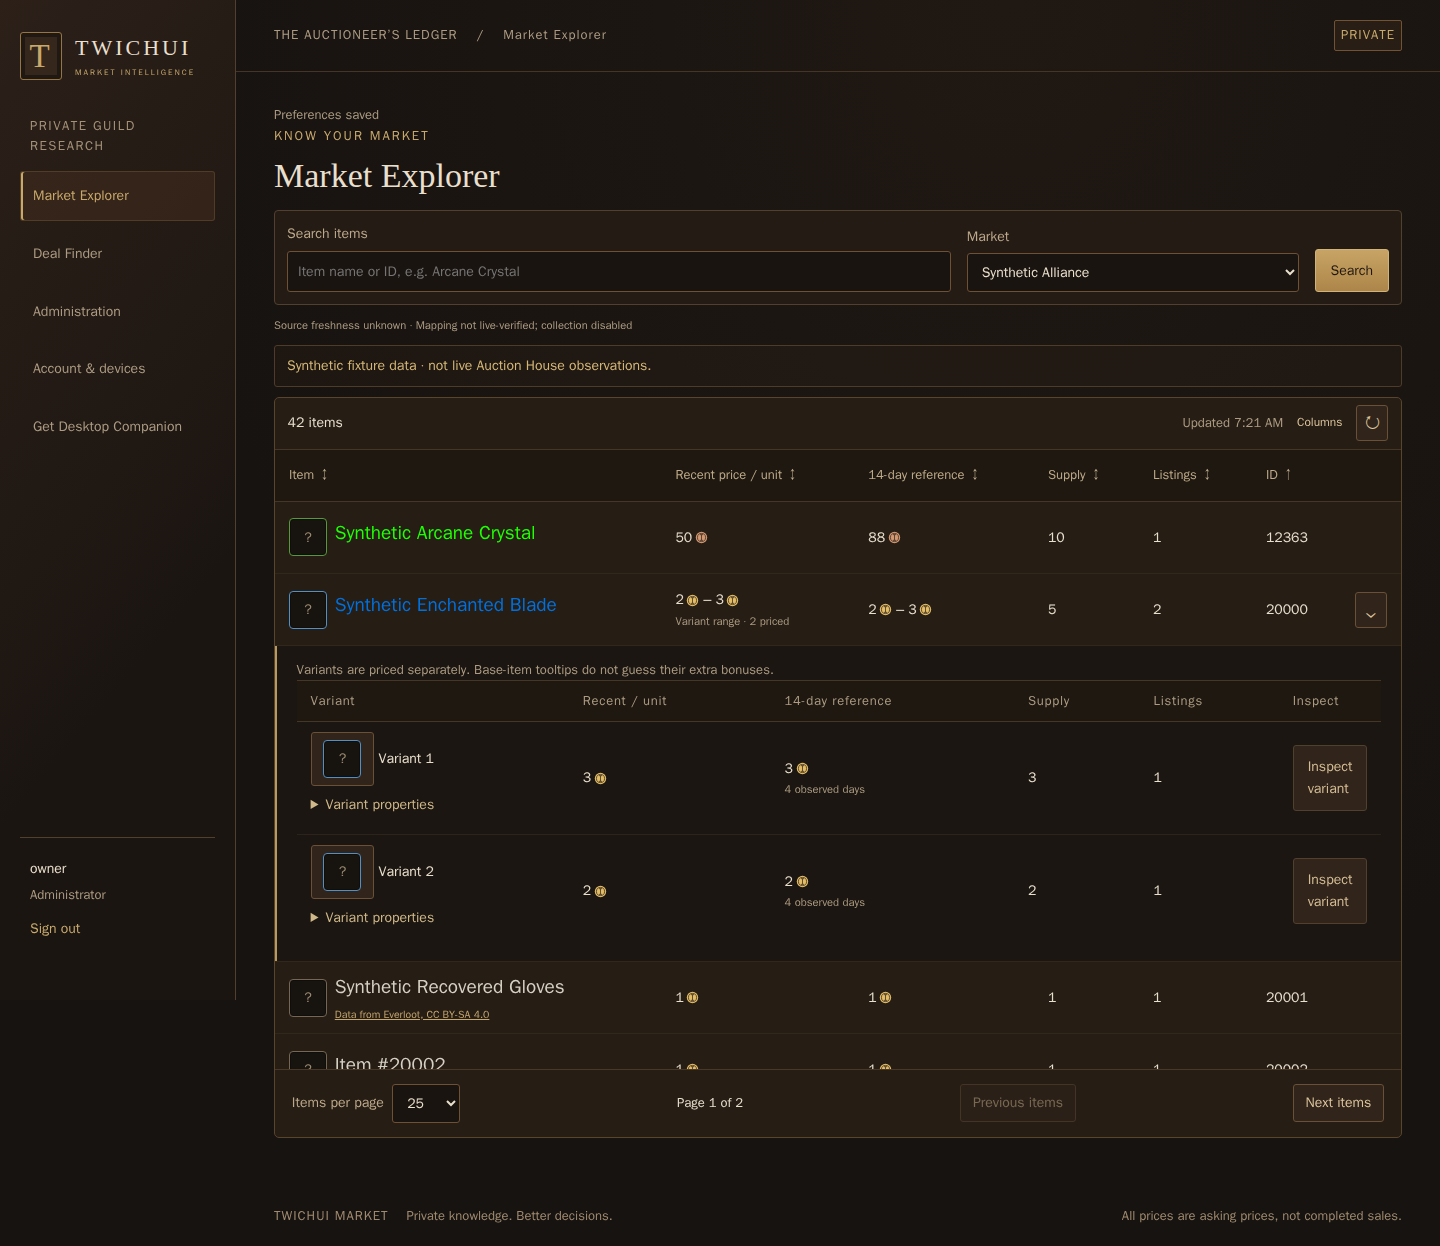 T
TWICHUI
MARKET INTELLIGENCE
PRIVATE GUILD
RESEARCH
Market Explorer
Deal Finder
Administration
Account & devices
Get Desktop Companion
owner
Administrator
Sign out
THE AUCTIONEER'S LEDGER / Market Explorer
PRIVATE
Preferences saved
KNOW YOUR MARKET
Market Explorer
Search items
Market
Item name or ID, e.g. Arcane Crystal
Synthetic Alliance
Search
Source freshness unknown · Mapping not live-verified; collection disabled
Synthetic fixture data · not live Auction House observations.
42 items
Updated 7:21 AM
Columns
Item ↕ Recent price / unit ↕ 14-day reference ↕ Supply ↕ Listings ↕ ID ↑
? Synthetic Arcane Crystal 50 88 10 1 12363
? Synthetic Enchanted Blade 2 – 3 2 – 3 5 2 20000
Variant range · 2 priced
Variants are priced separately. Base-item tooltips do not guess their extra bonuses.
Variant Recent / unit 14-day reference Supply Listings Inspect
? Variant 1 3 3 3 1 Inspect variant
4 observed days
▶ Variant properties
? Variant 2 2 2 2 1 Inspect variant
4 observed days
▶ Variant properties
? Synthetic Recovered Gloves 1 1 1 1 20001
Data from Everloot, CC BY-SA 4.0
? Item #20002 1 1 1 1 20002
Items per page 25 Page 1 of 2 Previous items Next items
TWICHUI MARKET Private knowledge. Better decisions.
All prices are asking prices, not completed sales.